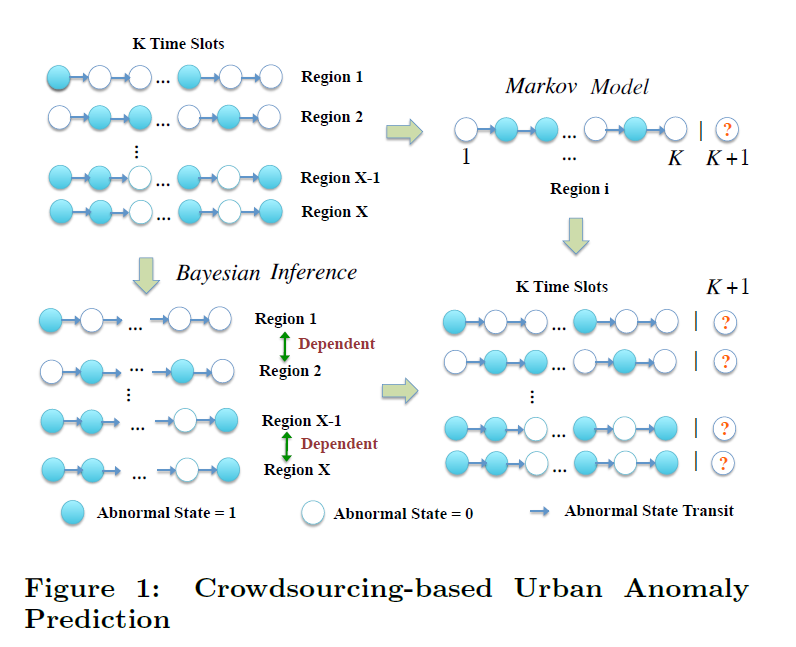 K Time Slots
Region 1
Region 2
...
Region X-1
Region X
Markov Model
1 ... K | K+1
?
Region i
Bayesian Inference
Region 1
Dependent
Region 2
Region X-1
Dependent
Region X
K Time Slots K+1
?
?
?
?
Abnormal State = 1 Abnormal State = 0 Abnormal State Transit
Figure 1: Crowdsourcing-based Urban Anomaly
Prediction